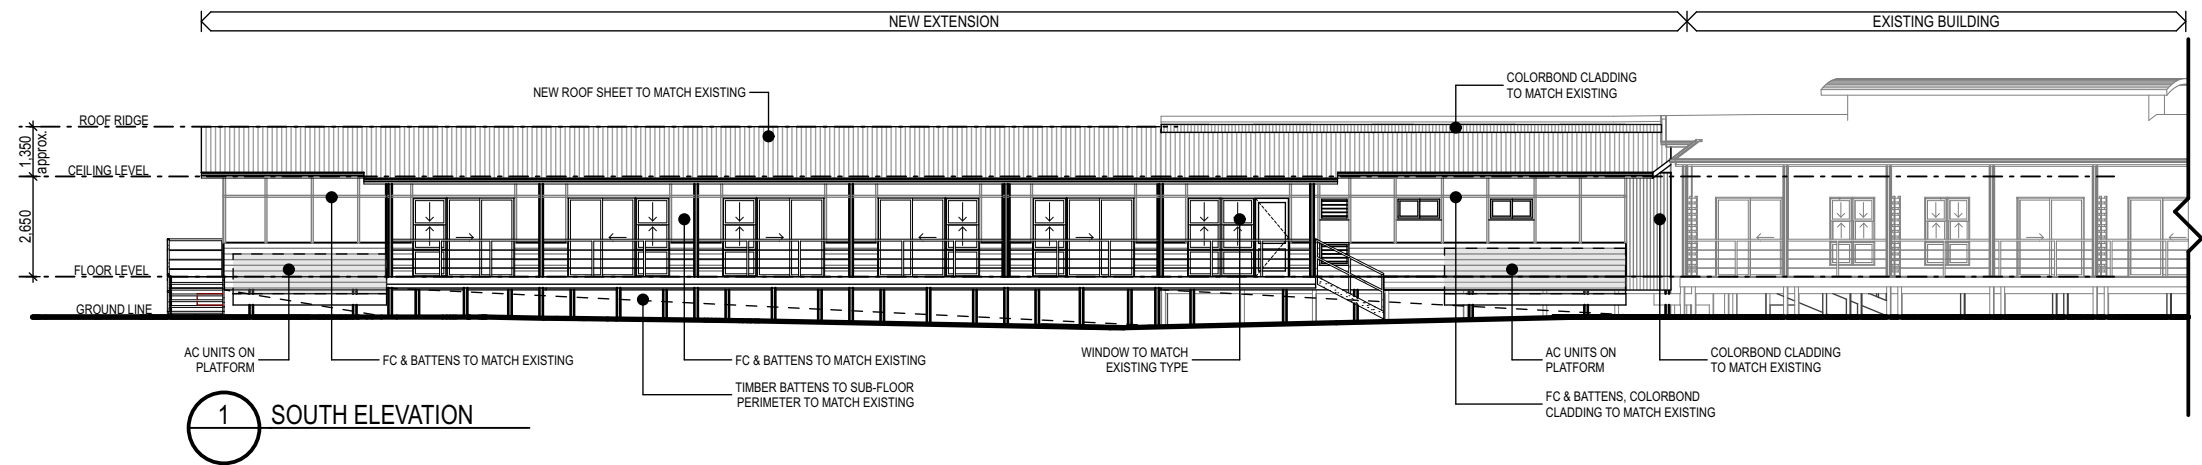 NEW EXTENSION
EXISTING BUILDING
COLORBOND CLADDING
TO MATCH EXISTING
NEW ROOF SHEET TO MATCH EXISTING
ROOF RIDGE
1,350
approx.
CEILING LEVEL
2,650
FLOOR LEVEL
GROUND LINE
AC UNITS ON
PLATFORM
FC & BATTENS TO MATCH EXISTING
FC & BATTENS TO MATCH EXISTING
WINDOW TO MATCH
EXISTING TYPE
AC UNITS ON
PLATFORM
COLORBOND CLADDING
TO MATCH EXISTING
TIMBER BATTENS TO SUB-FLOOR
PERIMETER TO MATCH EXISTING
FC & BATTENS, COLORBOND
CLADDING TO MATCH EXISTING
1
SOUTH ELEVATION